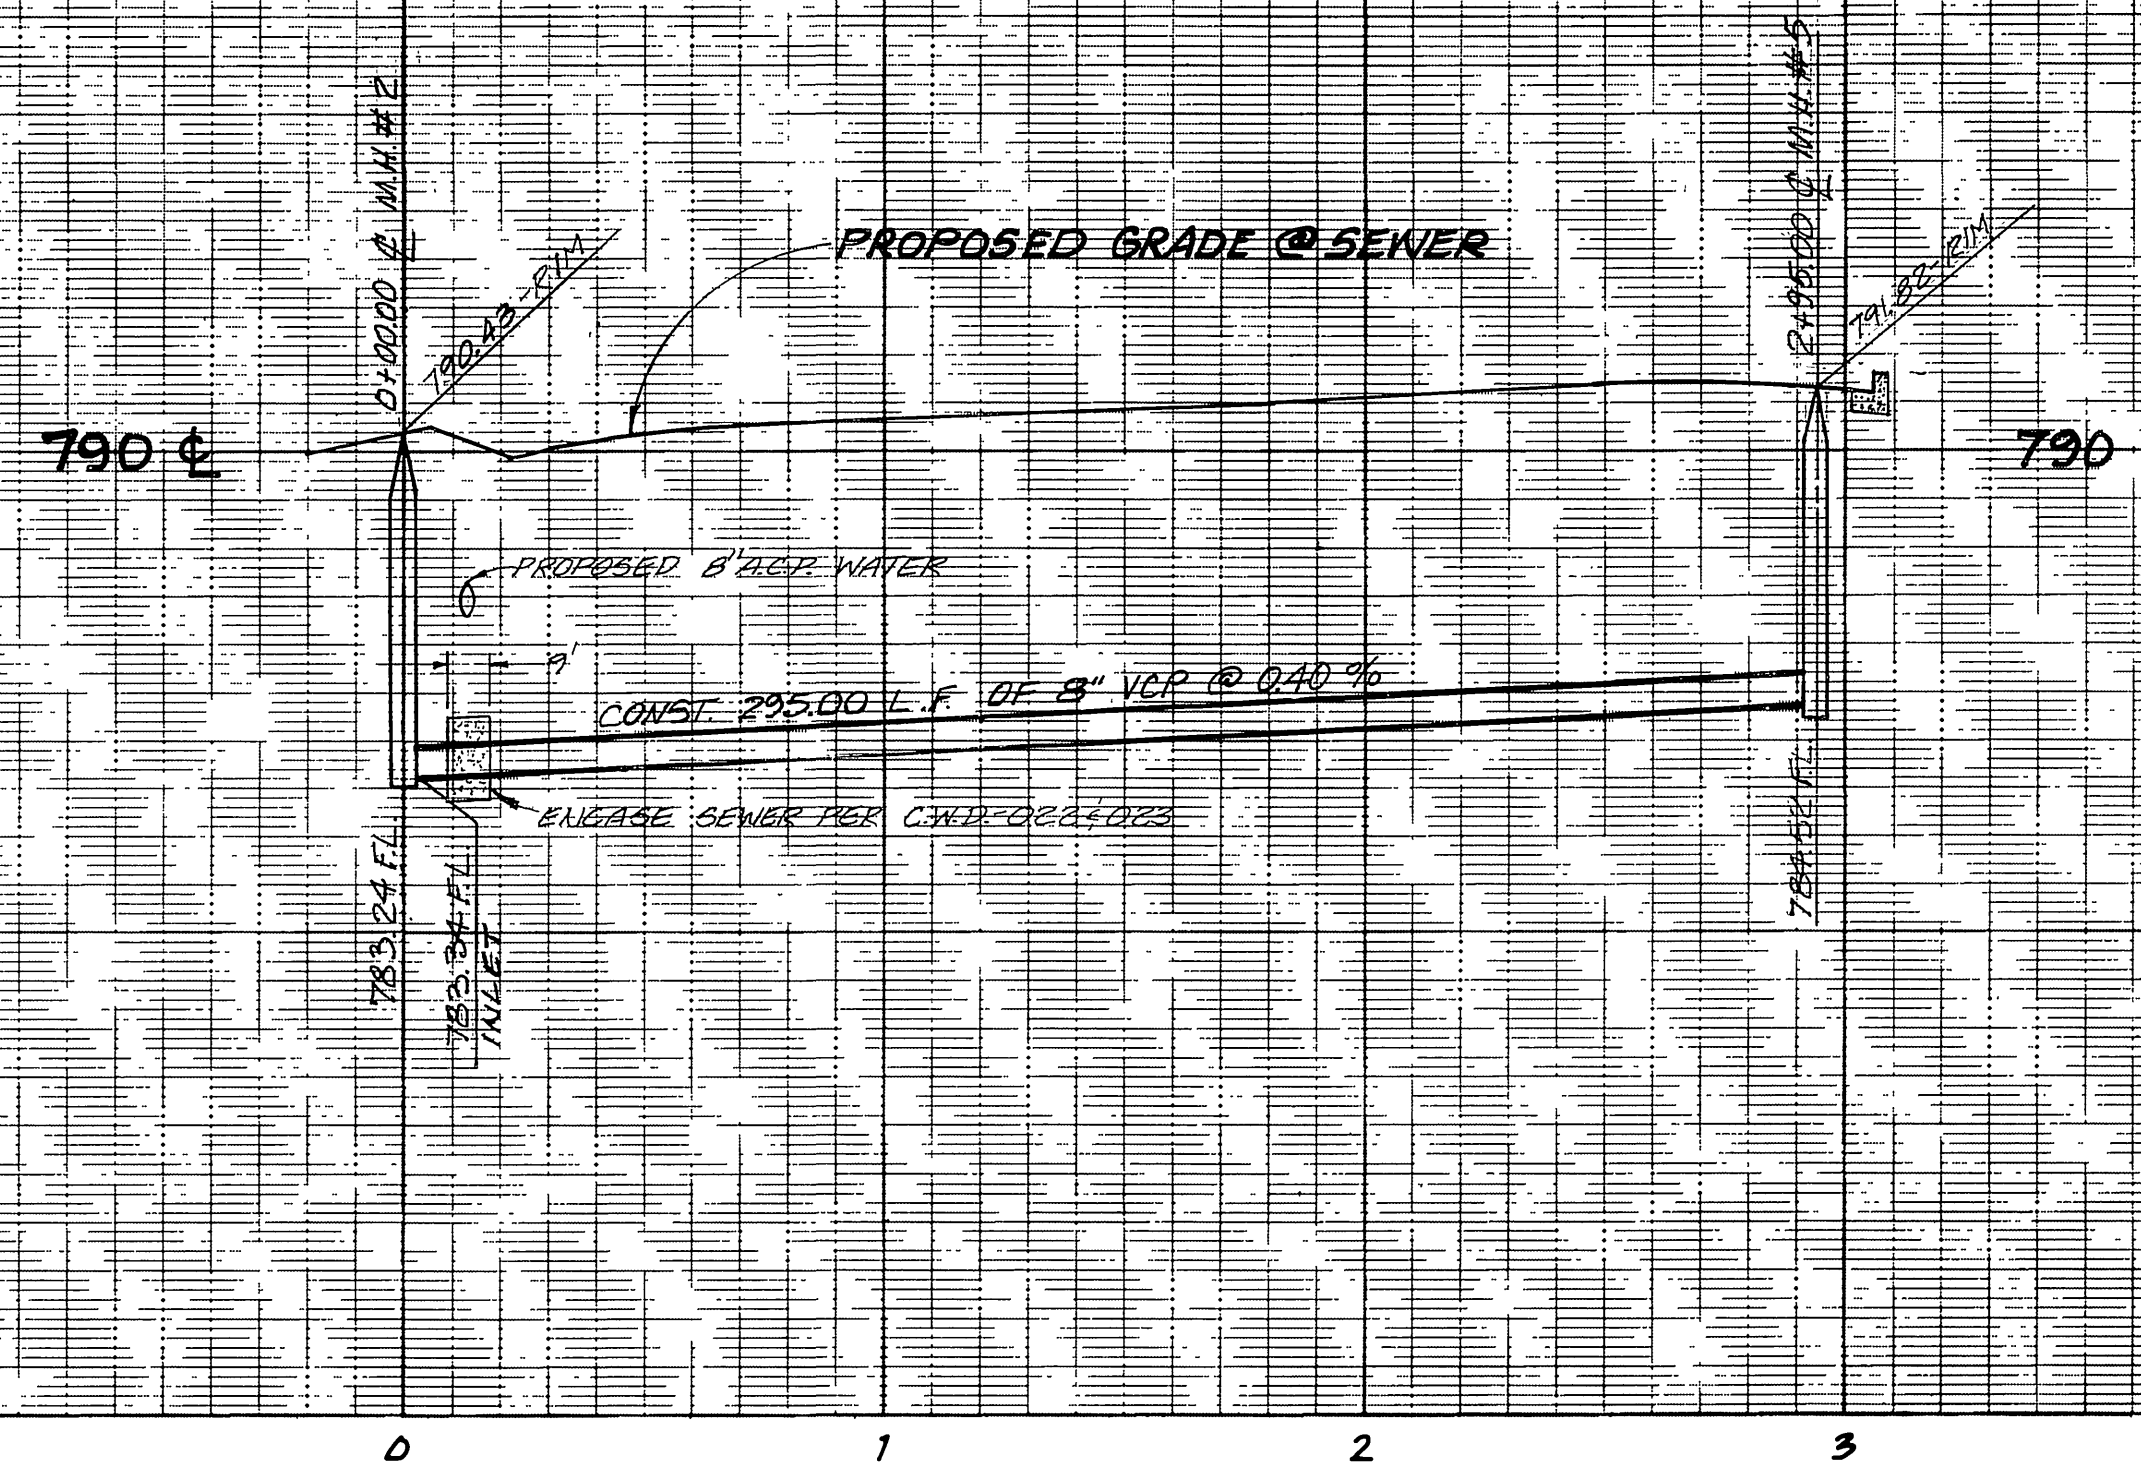 0+00.00 ℄ M.H. # 2
790.43 - RIM
PROPOSED GRADE @ SEWER
2+95.00 ℄ M.H. # 5
791.82 - RIM
790 ℄
790
PROPOSED 8" A.C.P. WATER
9'
CONST. 295.00 L.F. OF 8" VCP @ 0.40 %
ENCASE SEWER PER C.W.D.-022 & 023
783.24 F.L.
783.34 F.L.
INLET
784.52 F.L.
0
1
2
3